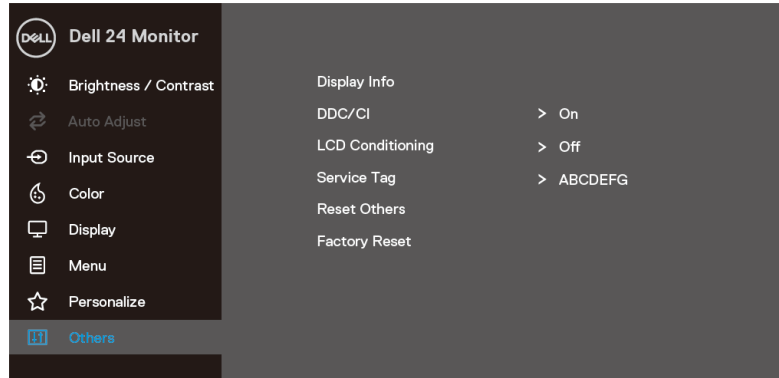 DELL Dell 24 Monitor
Brightness / Contrast
Auto Adjust
Input Source
Color
Display
Menu
Personalize
Others
Display Info
DDC/CI > On
LCD Conditioning > Off
Service Tag > ABCDEFG
Reset Others
Factory Reset